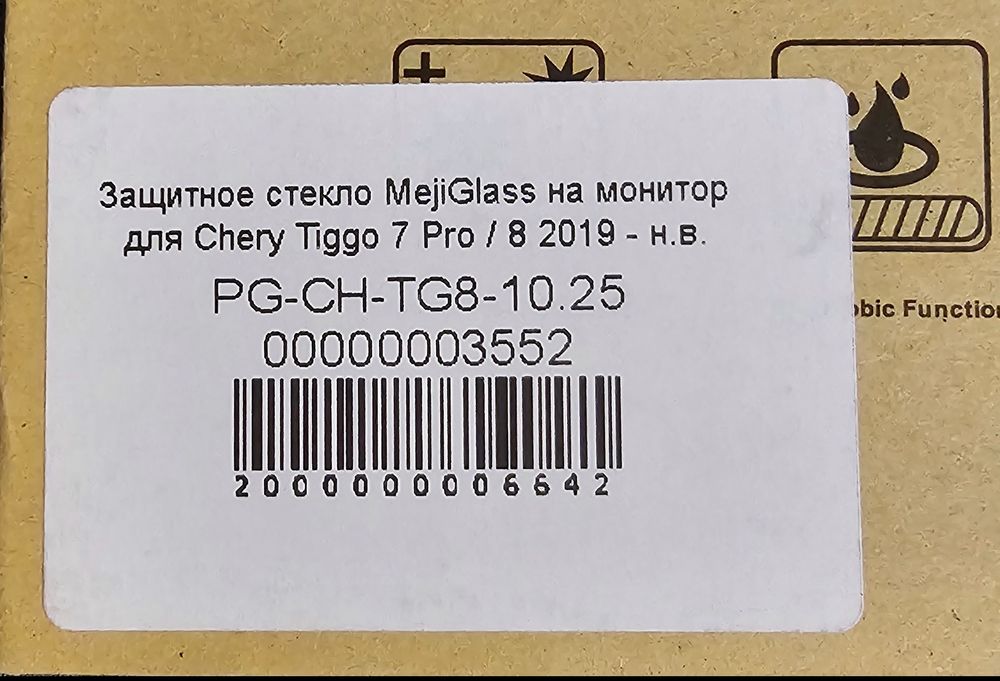 Защитное стекло MejiGlass на монитор
для Chery Tiggo 7 Pro / 8 2019 - н.в.
PG-CH-TG8-10.25
00000003552
2000000006642
Function